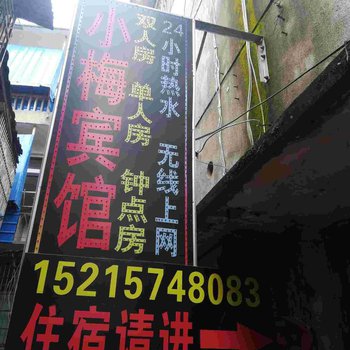 小梅宾馆
双人房 单人房 钟点房
24小时热水 无线上网
15215748083
住宿请进